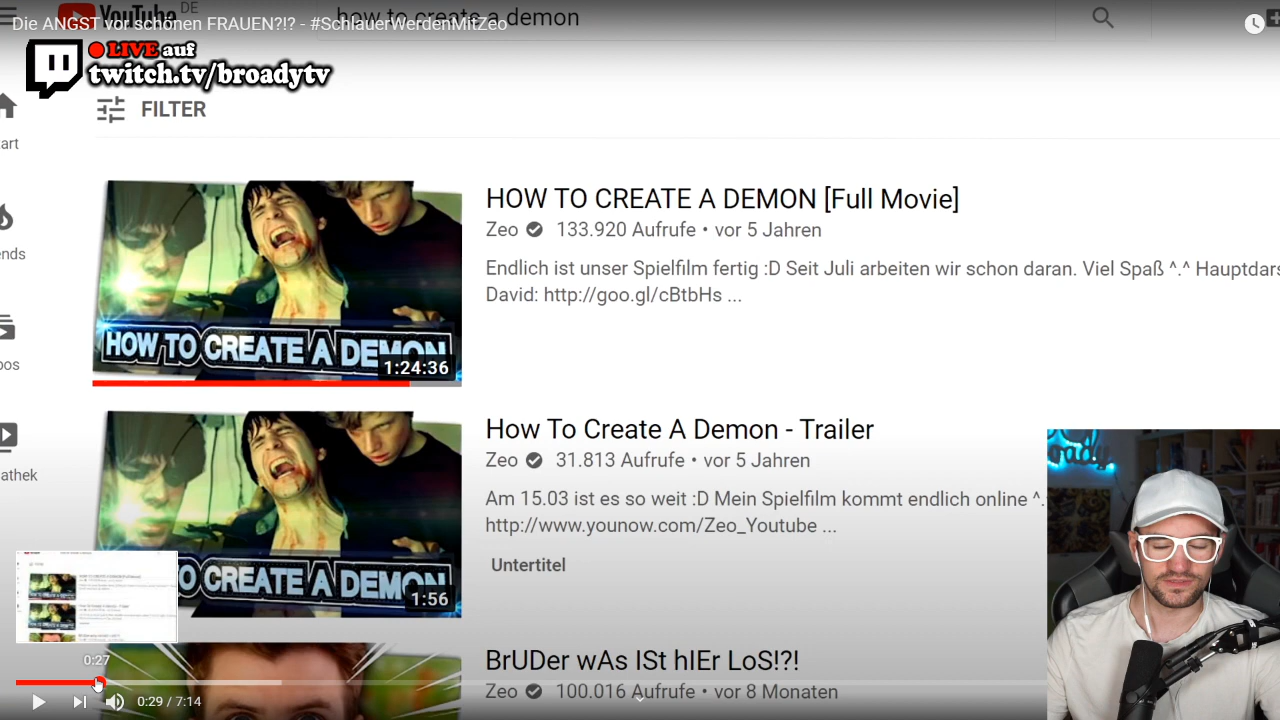 Die ANGST vor schönen FRAUEN?!? - #SchlauerWerdenMitZeo
YouTube DE
how to create a demon
LIVE auf
twitch.tv/broadytv
FILTER
HOW TO CREATE A DEMON [Full Movie]
Zeo 133.920 Aufrufe • vor 5 Jahren
Endlich ist unser Spielfilm fertig :D Seit Juli arbeiten wir schon daran. Viel Spaß ^.^ Hauptdars
David: http://goo.gl/cBtbHs ...
HOW TO CREATE A DEMON
1:24:36
How To Create A Demon - Trailer
Zeo 31.813 Aufrufe • vor 5 Jahren
Am 15.03 ist es so weit :D Mein Spielfilm kommt endlich online ^.
http://www.younow.com/Zeo_Youtube ...
Untertitel
O CREATE A DEMON
1:56
BrUDer wAs ISt hIEr LoS!?!
Zeo 100.016 Aufrufe • vor 8 Monaten
art
ends
oos
athek
0:27
0:29 / 7:14